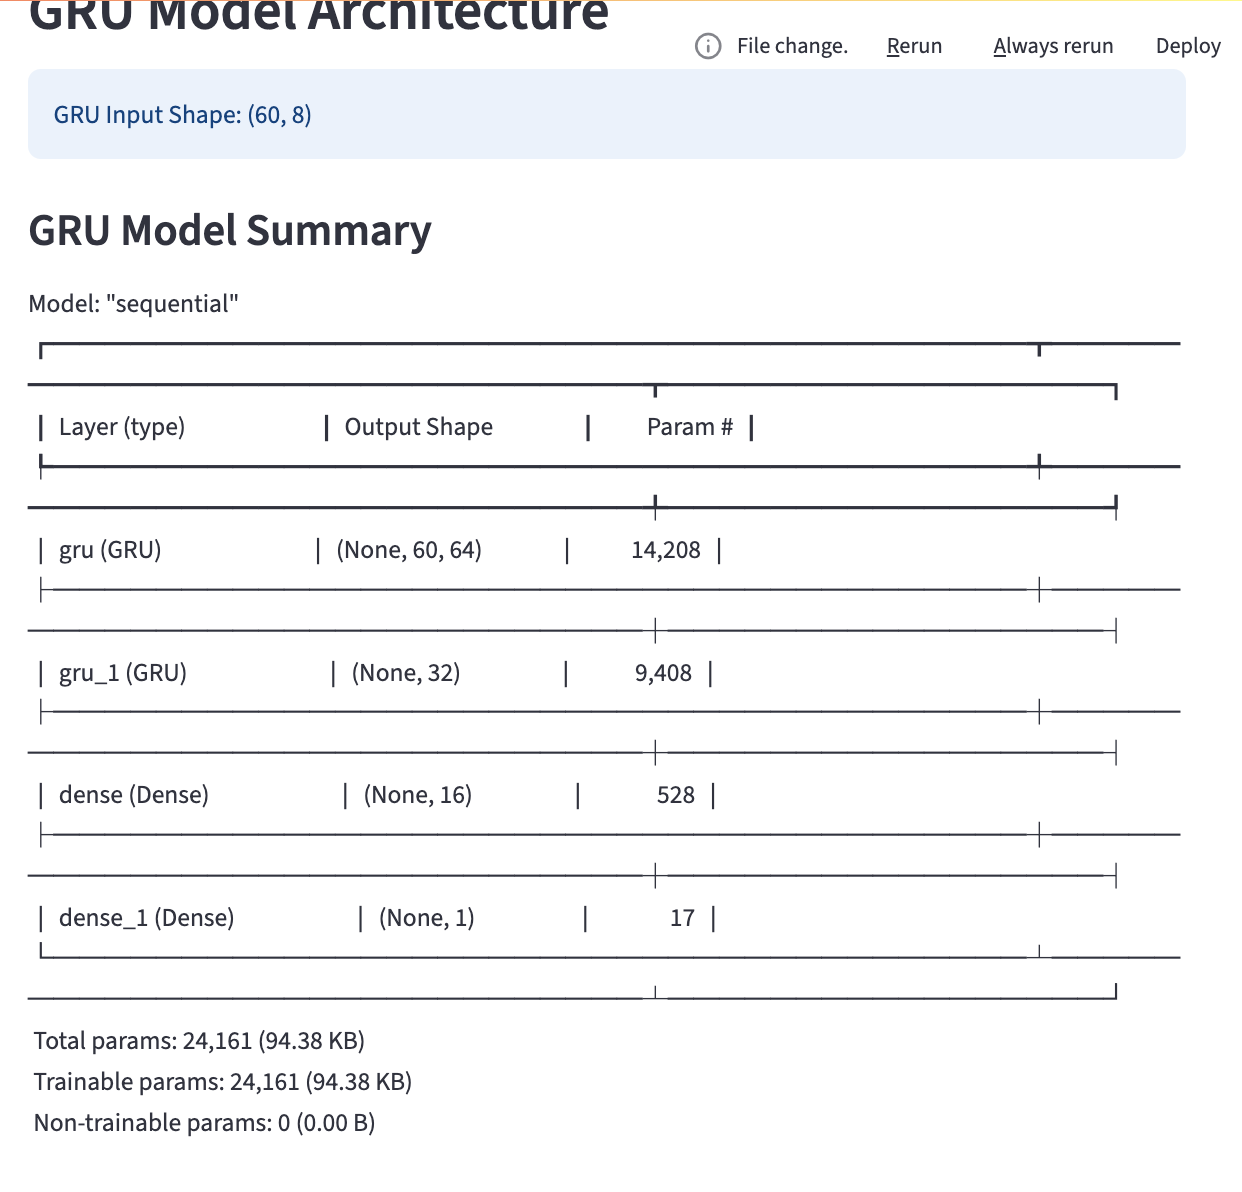 GRU Model Architecture
File change. Rerun Always rerun Deploy
GRU Input Shape: (60, 8)
GRU Model Summary
Model: "sequential"
Layer (type) Output Shape Param #
gru (GRU) (None, 60, 64) 14,208
gru_1 (GRU) (None, 32) 9,408
dense (Dense) (None, 16) 528
dense_1 (Dense) (None, 1) 17
Total params: 24,161 (94.38 KB)
Trainable params: 24,161 (94.38 KB)
Non-trainable params: 0 (0.00 B)